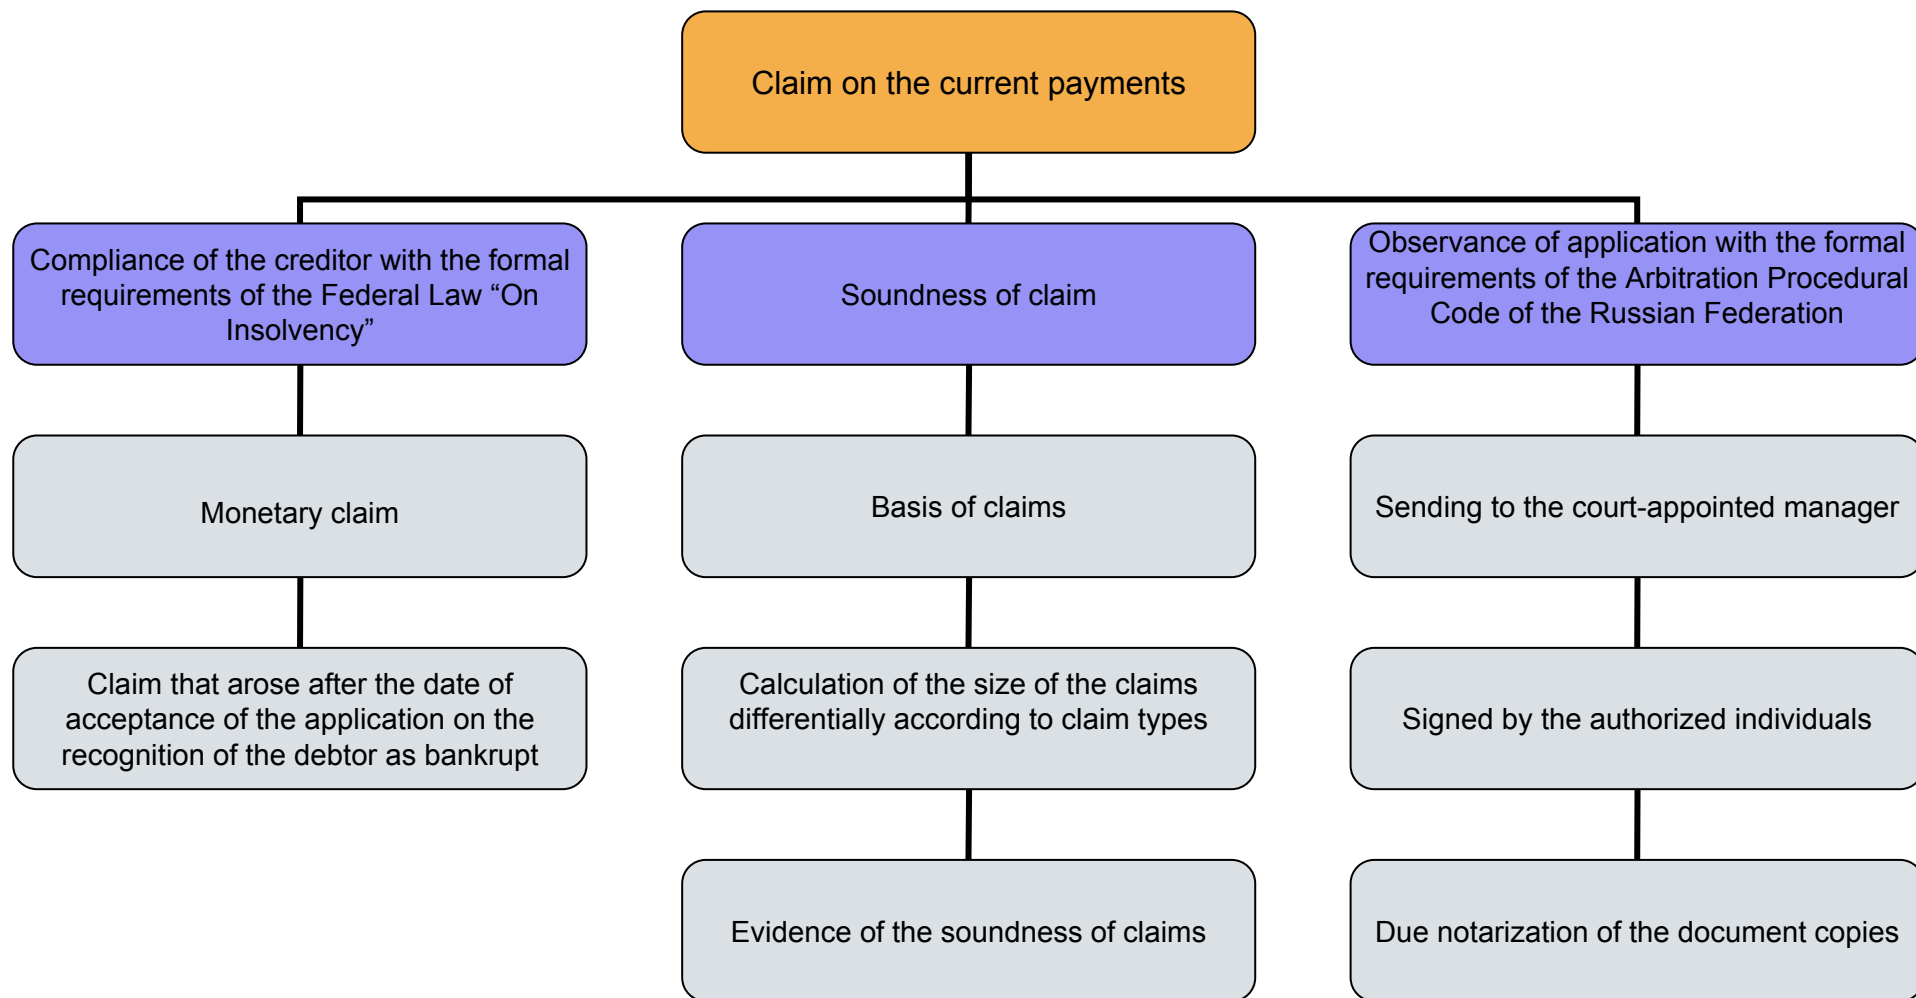 Claim on the current payments
Compliance of the creditor with the formal
requirements of the Federal Law “On
Insolvency”
Soundness of claim
Observance of application with the formal
requirements of the Arbitration Procedural
Code of the Russian Federation
Monetary claim
Basis of claims
Sending to the court-appointed manager
Claim that arose after the date of
acceptance of the application on the
recognition of the debtor as bankrupt
Calculation of the size of the claims
differentially according to claim types
Signed by the authorized individuals
Evidence of the soundness of claims
Due notarization of the document copies